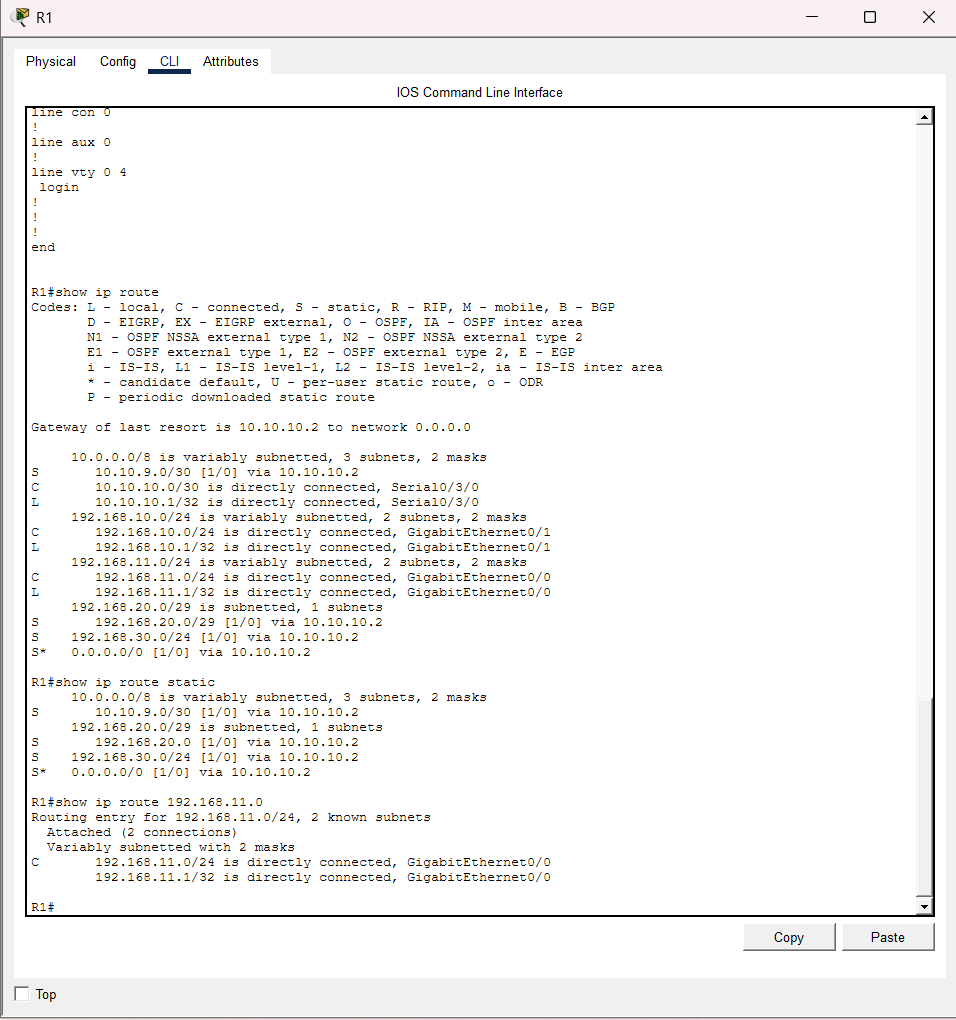 R1
Physical Config CLI Attributes
IOS Command Line Interface
line con 0
!
line aux 0
!
line vty 0 4
 login
!
!
!
end
R1#show ip route
Codes: L - local, C - connected, S - static, R - RIP, M - mobile, B - BGP
       D - EIGRP, EX - EIGRP external, O - OSPF, IA - OSPF inter area
       N1 - OSPF NSSA external type 1, N2 - OSPF NSSA external type 2
       E1 - OSPF external type 1, E2 - OSPF external type 2, E - EGP
       i - IS-IS, L1 - IS-IS level-1, L2 - IS-IS level-2, ia - IS-IS inter area
       * - candidate default, U - per-user static route, o - ODR
       P - periodic downloaded static route
Gateway of last resort is 10.10.10.2 to network 0.0.0.0
     10.0.0.0/8 is variably subnetted, 3 subnets, 2 masks
S       10.10.9.0/30 [1/0] via 10.10.10.2
C       10.10.10.0/30 is directly connected, Serial0/3/0
L       10.10.10.1/32 is directly connected, Serial0/3/0
     192.168.10.0/24 is variably subnetted, 2 subnets, 2 masks
C       192.168.10.0/24 is directly connected, GigabitEthernet0/1
L       192.168.10.1/32 is directly connected, GigabitEthernet0/1
     192.168.11.0/24 is variably subnetted, 2 subnets, 2 masks
C       192.168.11.0/24 is directly connected, GigabitEthernet0/0
L       192.168.11.1/32 is directly connected, GigabitEthernet0/0
     192.168.20.0/29 is subnetted, 1 subnets
S       192.168.20.0/29 [1/0] via 10.10.10.2
S    192.168.30.0/24 [1/0] via 10.10.10.2
S*   0.0.0.0/0 [1/0] via 10.10.10.2
R1#show ip route static
     10.0.0.0/8 is variably subnetted, 3 subnets, 2 masks
S       10.10.9.0/30 [1/0] via 10.10.10.2
     192.168.20.0/29 is subnetted, 1 subnets
S       192.168.20.0 [1/0] via 10.10.10.2
S    192.168.30.0/24 [1/0] via 10.10.10.2
S*   0.0.0.0/0 [1/0] via 10.10.10.2
R1#show ip route 192.168.11.0
Routing entry for 192.168.11.0/24, 2 known subnets
  Attached (2 connections)
  Variably subnetted with 2 masks
C       192.168.11.0/24 is directly connected, GigabitEthernet0/0
        192.168.11.1/32 is directly connected, GigabitEthernet0/0
R1#
Copy Paste
Top